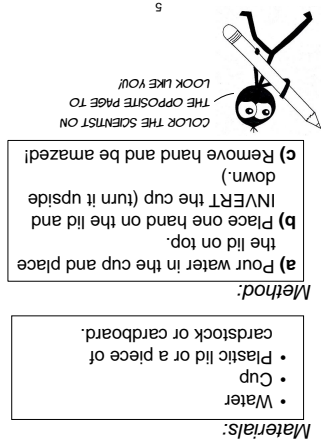 Materials:
• Water
• Cup
• Plastic lid or a piece of
cardstock or cardboard.
Method:
a) Pour water in the cup and place
the lid on top.
b) Place one hand on the lid and
INVERT the cup (turn it upside
down.)
c) Remove hand and be amazed!
COLOR THE SCIENTIST ON
THE OPPOSITE PAGE TO
LOOK LIKE YOU!
5